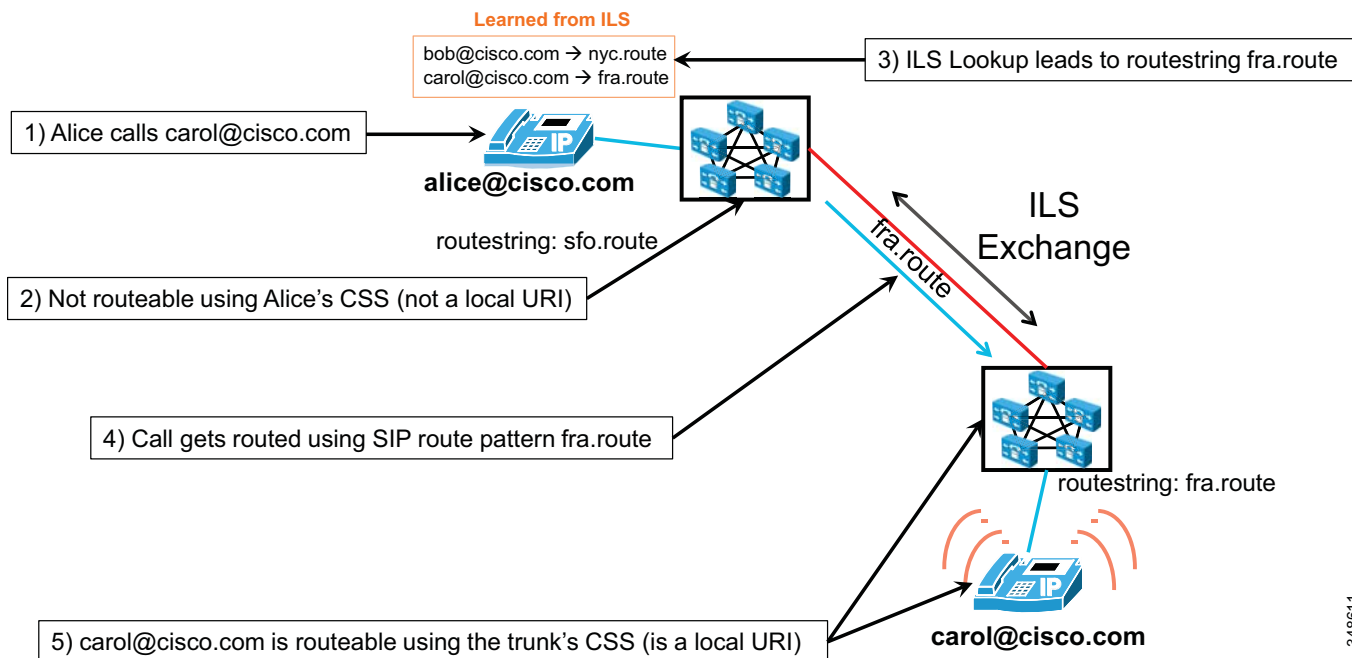 Learned from ILS
bob@cisco.com → nyc.route
carol@cisco.com → fra.route
3) ILS Lookup leads to routestring fra.route
1) Alice calls carol@cisco.com
IP
alice@cisco.com
routestring: sfo.route
ILS
Exchange
fra.route
2) Not routeable using Alice's CSS (not a local URI)
4) Call gets routed using SIP route pattern fra.route
routestring: fra.route
IP
5) carol@cisco.com is routeable using the trunk's CSS (is a local URI)
carol@cisco.com
348611